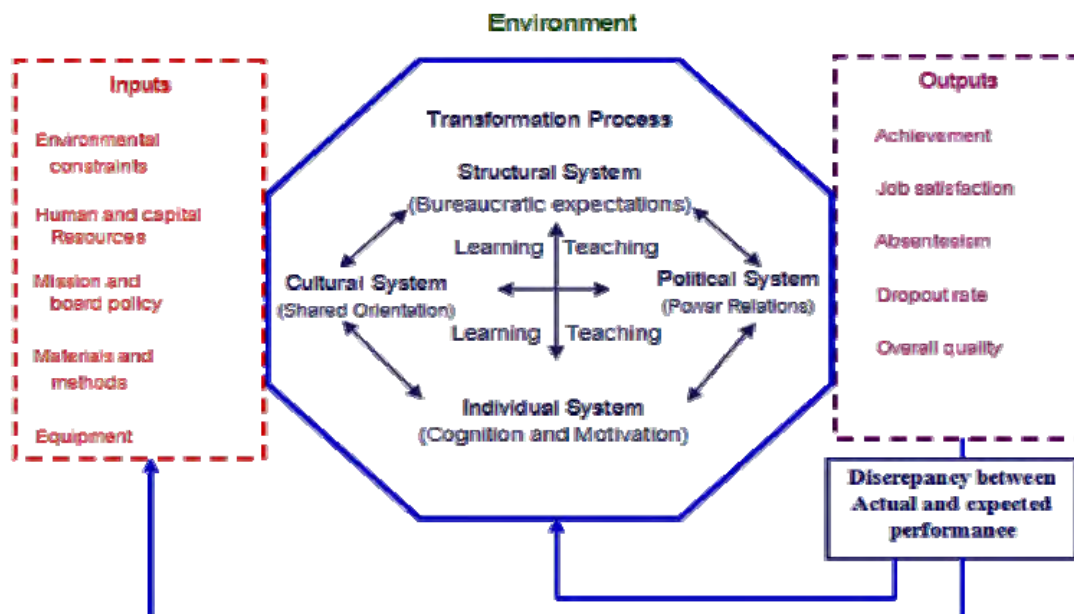 Environment
Inputs
Environmental
constraints
Human and capital
Resources
Mission and
board policy
Materials and
methods
Equipment
Transformation Process
Structural System
(Bureaucratic expectations)
Learning Teaching
Cultural System
(Shared Orientation)
Political System
(Power Relations)
Learning Teaching
Individual System
(Cognition and Motivation)
Outputs
Achievement
Job satisfaction
Absenteeism
Dropout rate
Overall quality
Discrepancy between
Actual and expected
performance